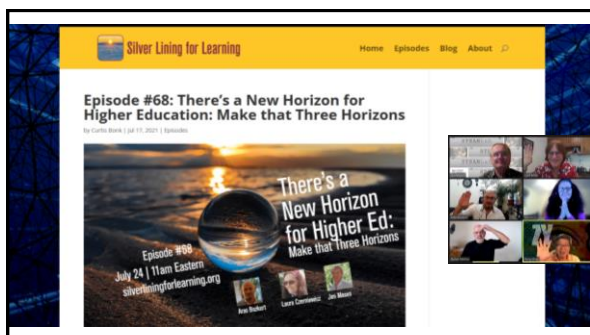 Silver Lining for Learning
Home Episodes Blog About
Episode #68: There's a New Horizon for
Higher Education: Make that Three Horizons
by Curtis Bonk | Jul 17, 2021 | Episodes
There's a
New Horizon
for Higher Ed:
Make that Three Horizons
Episode #68
July 24 | 11am Eastern
silverliningforlearning.org
Laura Czerniewicz